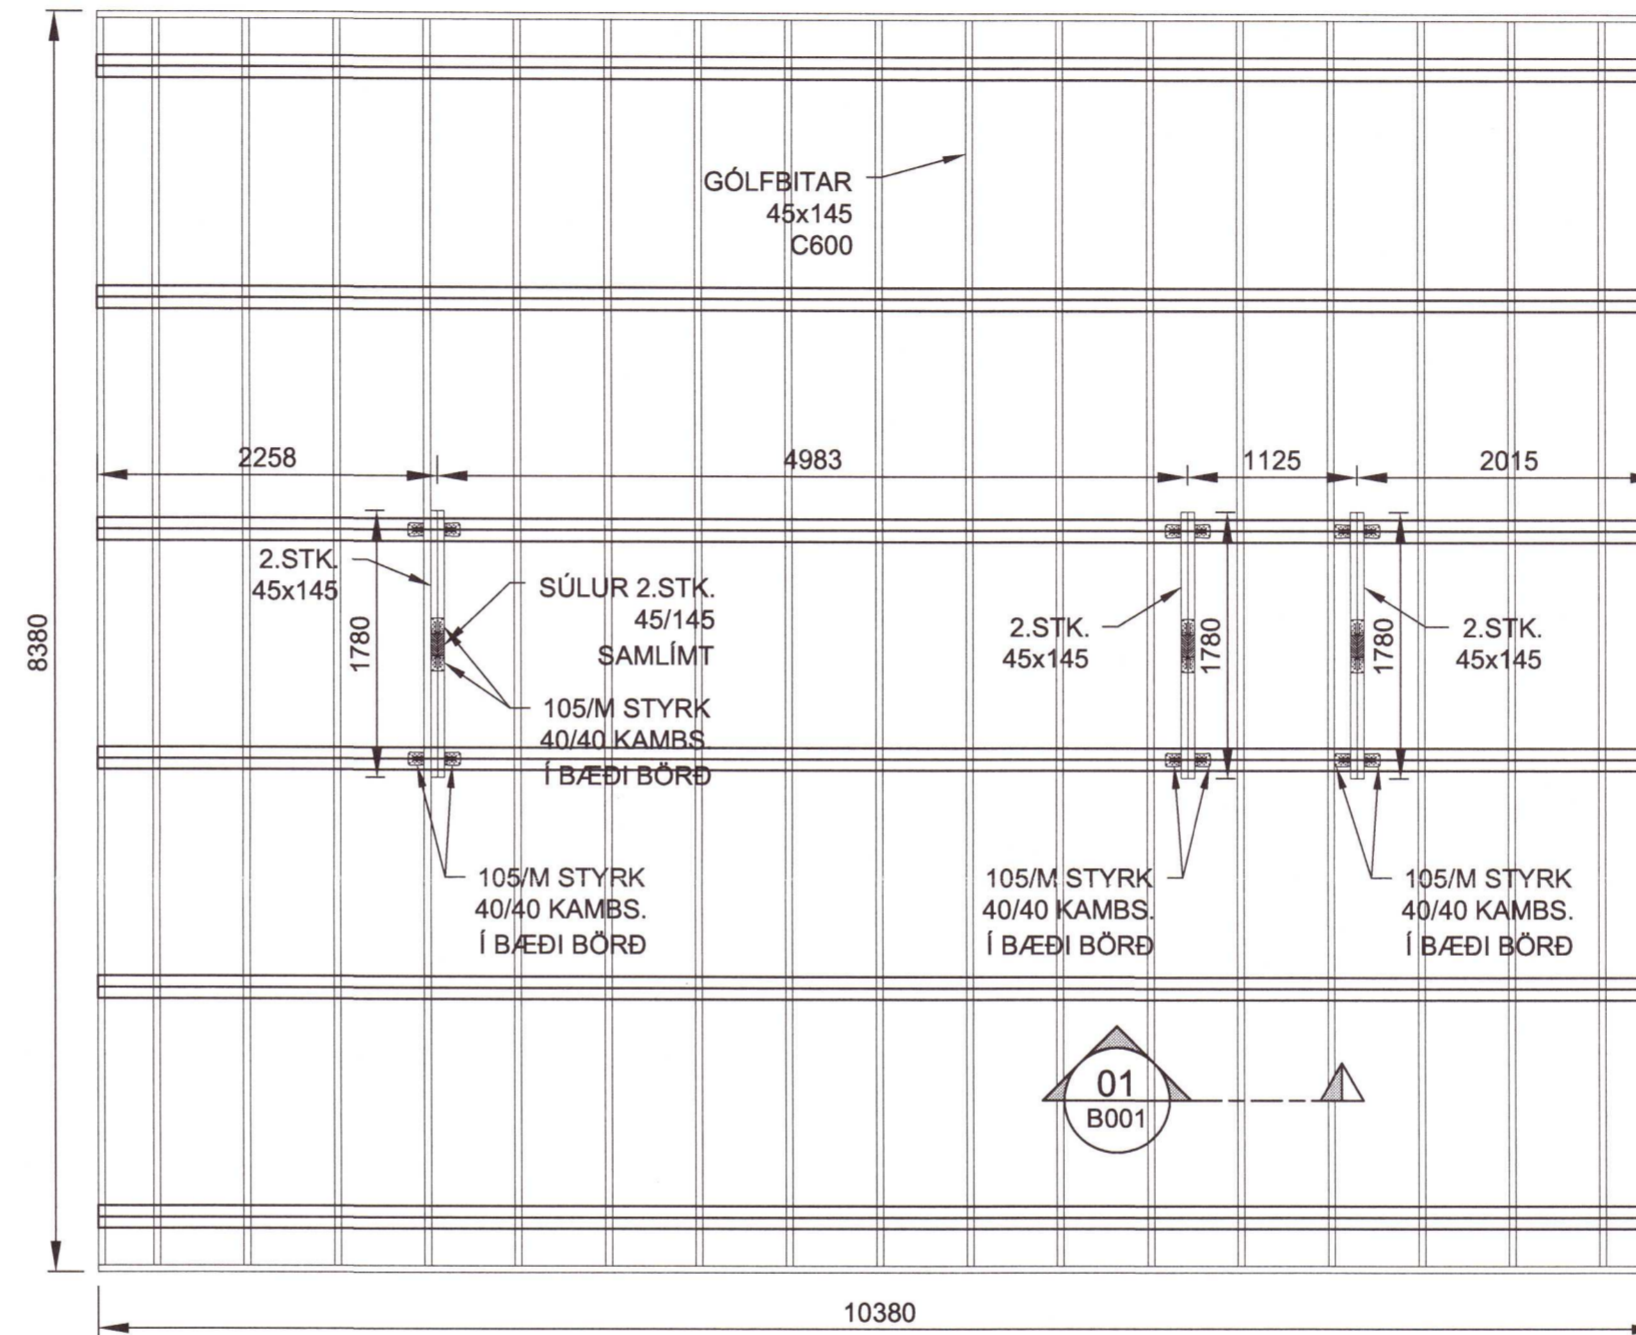 GÓLFBITAR
45x145
C600
2258
4983
1125
2015
8380
2.STK.
45x145
1780
SÚLUR 2.STK.
45/145
SAMLÍMT
105/M STYRK
40/40 KAMBS.
Í BÆÐI BÖRÐ
2.STK.
45x145
1780
1780
2.STK.
45x145
105/M STYRK
40/40 KAMBS.
Í BÆÐI BÖRÐ
105/M STYRK
40/40 KAMBS.
Í BÆÐI BÖRÐ
105/M STYRK
40/40 KAMBS.
Í BÆÐI BÖRÐ
01
B001
10380